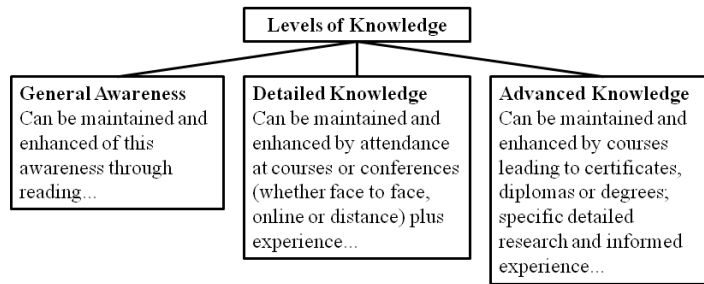 Levels of Knowledge
General Awareness
Can be maintained and
enhanced of this
awareness through
reading...
Detailed Knowledge
Can be maintained and
enhanced by attendance
at courses or conferences
(whether face to face,
online or distance) plus
experience...
Advanced Knowledge
Can be maintained and
enhanced by courses
leading to certificates,
diplomas or degrees;
specific detailed
research and informed
experience...